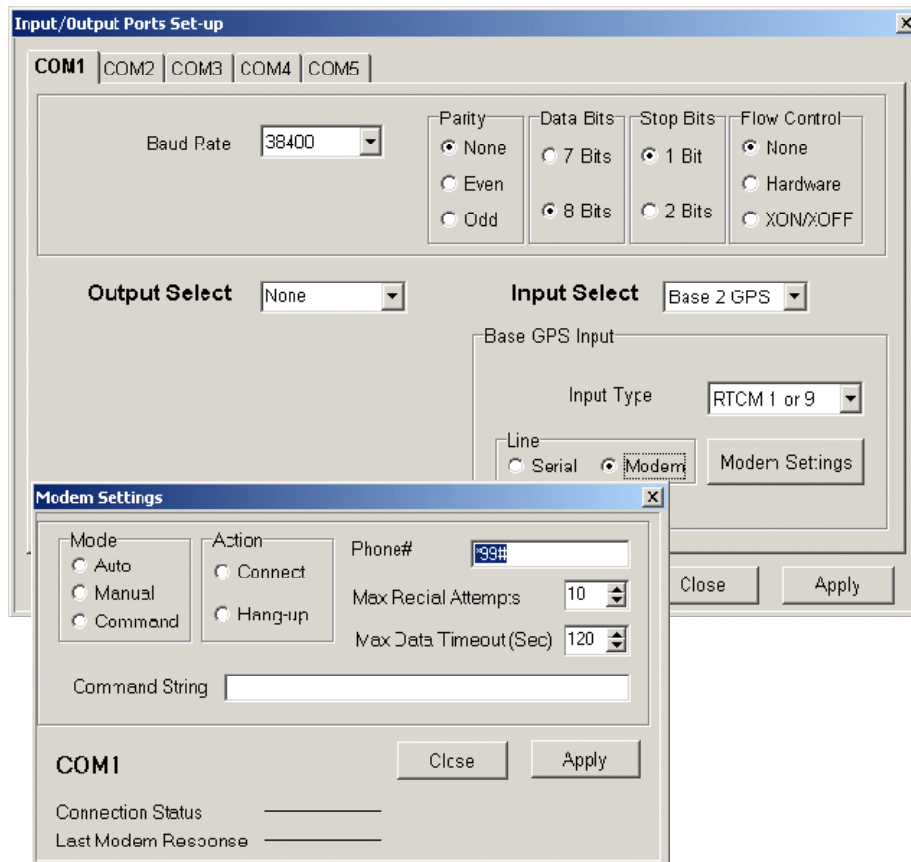 Input/Output Ports Set-up
COM1 COM2 COM3 COM4 COM5
Baud Rate 38400
Parity
None
Even
Odd
Data Bits
7 Bits
8 Bits
Stop Bits
1 Bit
2 Bits
Flow Control
None
Hardware
XON/XOFF
Output Select None
Input Select Base 2 GPS
Base GPS Input
Input Type RTCM 1 or 9
Line
Serial Modem
Modem Settings
Close Apply
Modem Settings
Mode
Auto
Manual
Command
Action
Connect
Hang-up
Phone# *99#
Max Recial Attempts 10
Max Data Timeout (Sec) 120
Command String
COM1
Close Apply
Connection Status
Last Modem Response